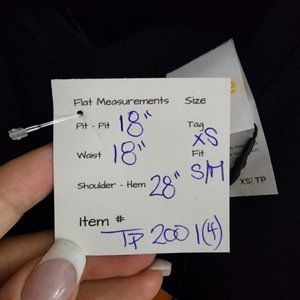 Flat Measurements Size
Pit - Pit 18" Tag
XS
Waist 18" Fit
S/M
Shoulder - Hem 28"
Item #
TP 2001(4)
XS|TP